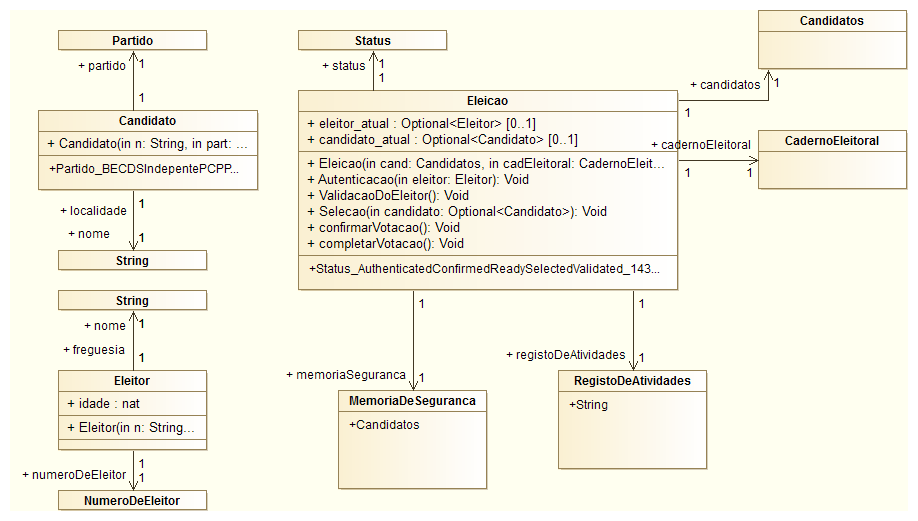 Partido
+ partido
1
1
Candidato
+ Candidato(in n: String, in part: ...
+Partido_BECDSIndepentePCPP...
1
+ localidade
+ nome
1
String
String
+ nome
1
+ freguesia
1
Eleitor
+ idade : nat
+ Eleitor(in n: String...
1
+ numeroDeEleitor
1
NumeroDeEleitor
Status
+ status
1
1
Eleicao
+ eleitor_atual : Optional<Eleitor> [0..1]
+ candidato_atual : Optional<Candidato> [0..1]
+ Eleicao(in cand: Candidatos, in cadEleitoral: CadernoEleit...
+ Autenticacao(in eleitor: Eleitor): Void
+ ValidacaoDoEleitor(): Void
+ Selecao(in candidato: Optional<Candidato>): Void
+ confirmarVotacao(): Void
+ completarVotacao(): Void
+Status_AuthenticatedConfirmedReadySelectedValidated_143...
Candidatos
+ candidatos
1
1
+ cadernoEleitoral
1
1
CadernoEleitoral
1
+ memoriaSeguranca
1
MemoriaDeSeguranca
+Candidatos
1
+ registoDeAtividades
1
RegistoDeAtividades
+String